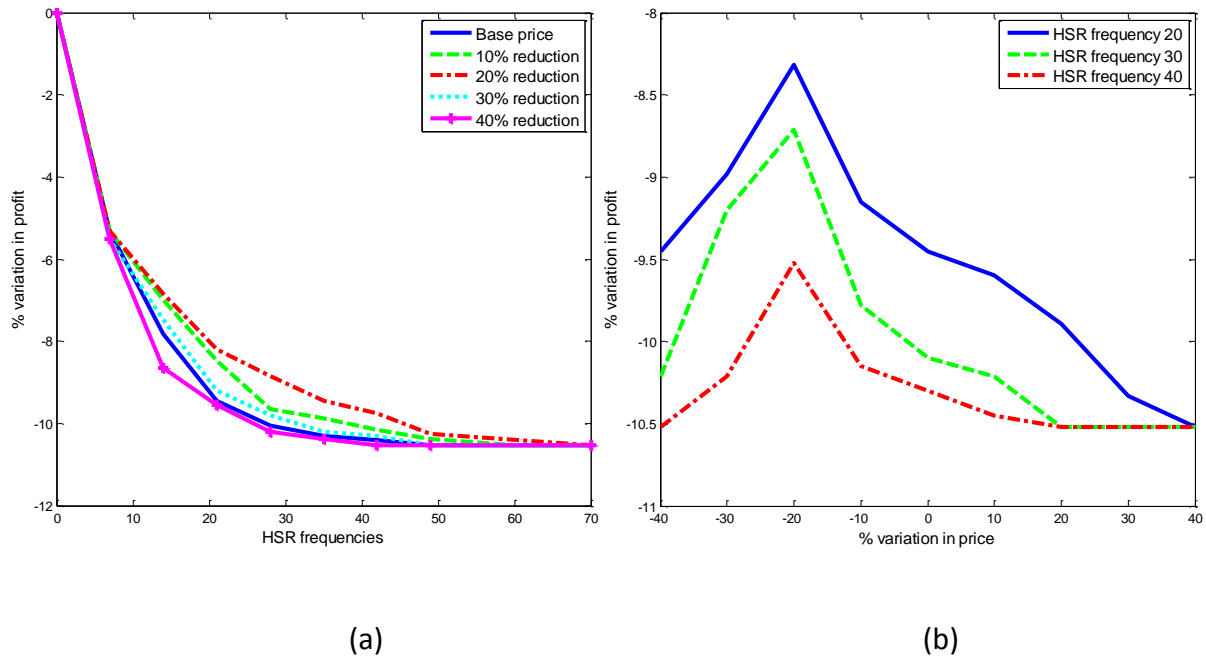 0
-2
-4
-6
-8
-10
-12
0
10
20
30
40
50
60
70
% variation in profit
HSR frequencies
Base price
10% reduction
20% reduction
30% reduction
40% reduction
(a)
-8
-8.5
-9
-9.5
-10
-10.5
-11
-40
-30
-20
-10
0
10
20
30
40
% variation in profit
% variation in price
HSR frequency 20
HSR frequency 30
HSR frequency 40
(b)